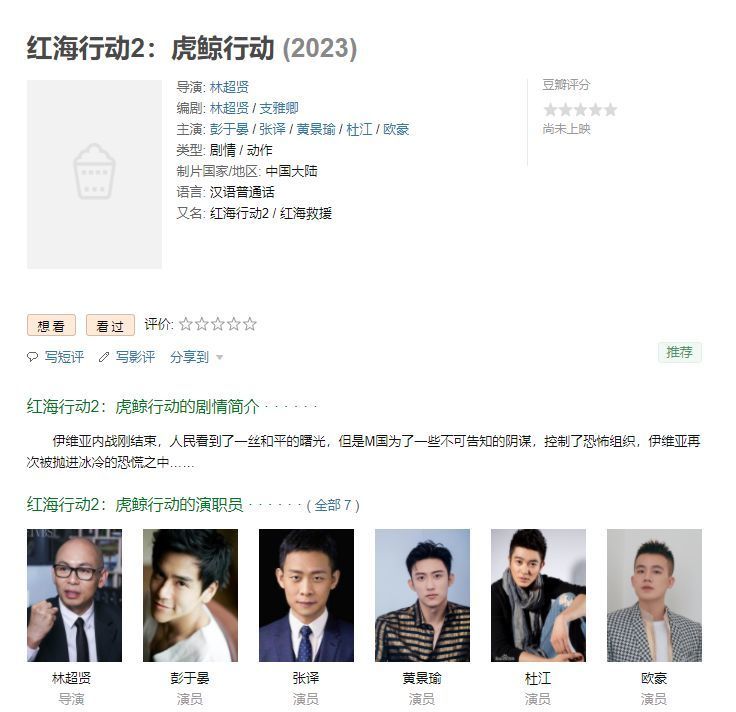 红海行动2：虎鲸行动 (2023)
导演: 林超贤
编剧: 林超贤 / 支雅卿
主演: 彭于晏 / 张译 / 黄景瑜 / 杜江 / 欧豪
类型: 剧情 / 动作
制片国家/地区: 中国大陆
语言: 汉语普通话
又名: 红海行动2 / 红海救援
豆瓣评分
尚未上映
想看 看过 评价:
写短评 写影评 分享到
推荐
红海行动2：虎鲸行动的剧情简介 · · · · · ·
伊维亚内战刚结束，人民看到了一丝和平的曙光，但是M国为了一些不可告知的阴谋，控制了恐怖组织，伊维亚再
次被抛进冰冷的恐慌之中……
红海行动2：虎鲸行动的演职员 · · · · · · ( 全部 7 )
林超贤 彭于晏 张译 黄景瑜 杜江 欧豪
导演 演员 演员 演员 演员 演员